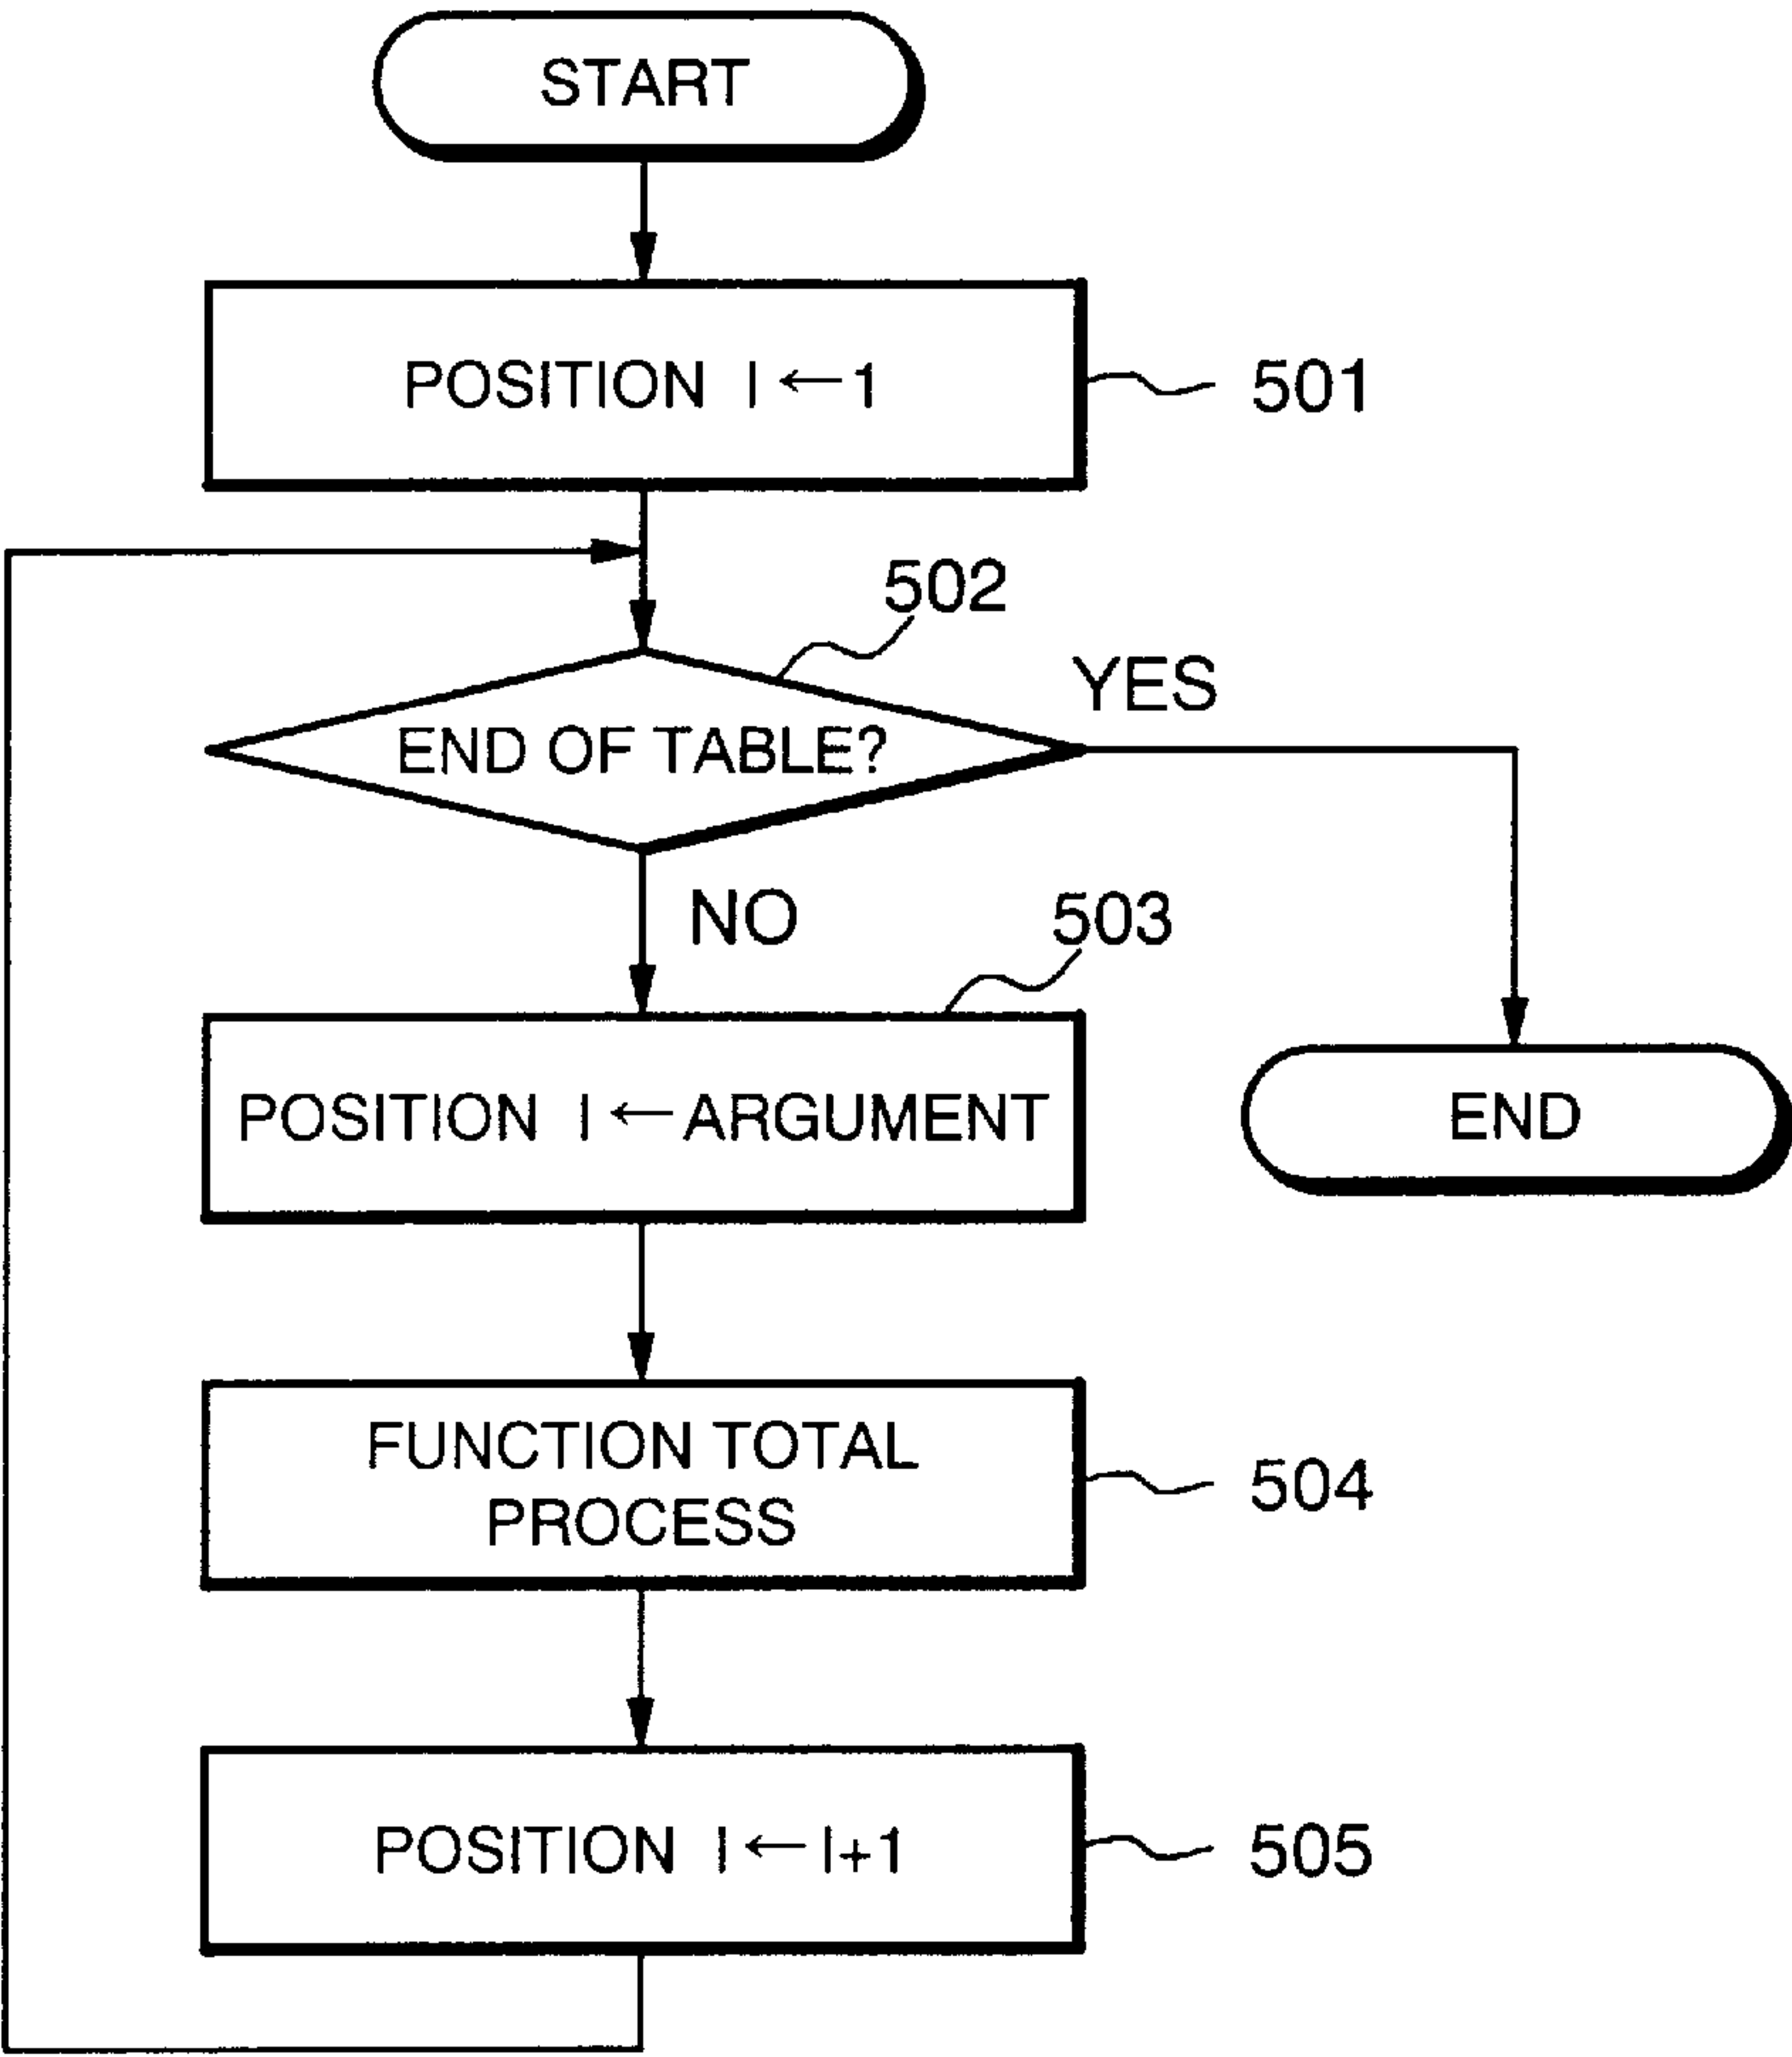 START
POSITION I ← 1
501
502
YES
END OF TABLE?
NO
503
POSITION I ← ARGUMENT
END
FUNCTION TOTAL
PROCESS
504
POSITION I ← I+1
505